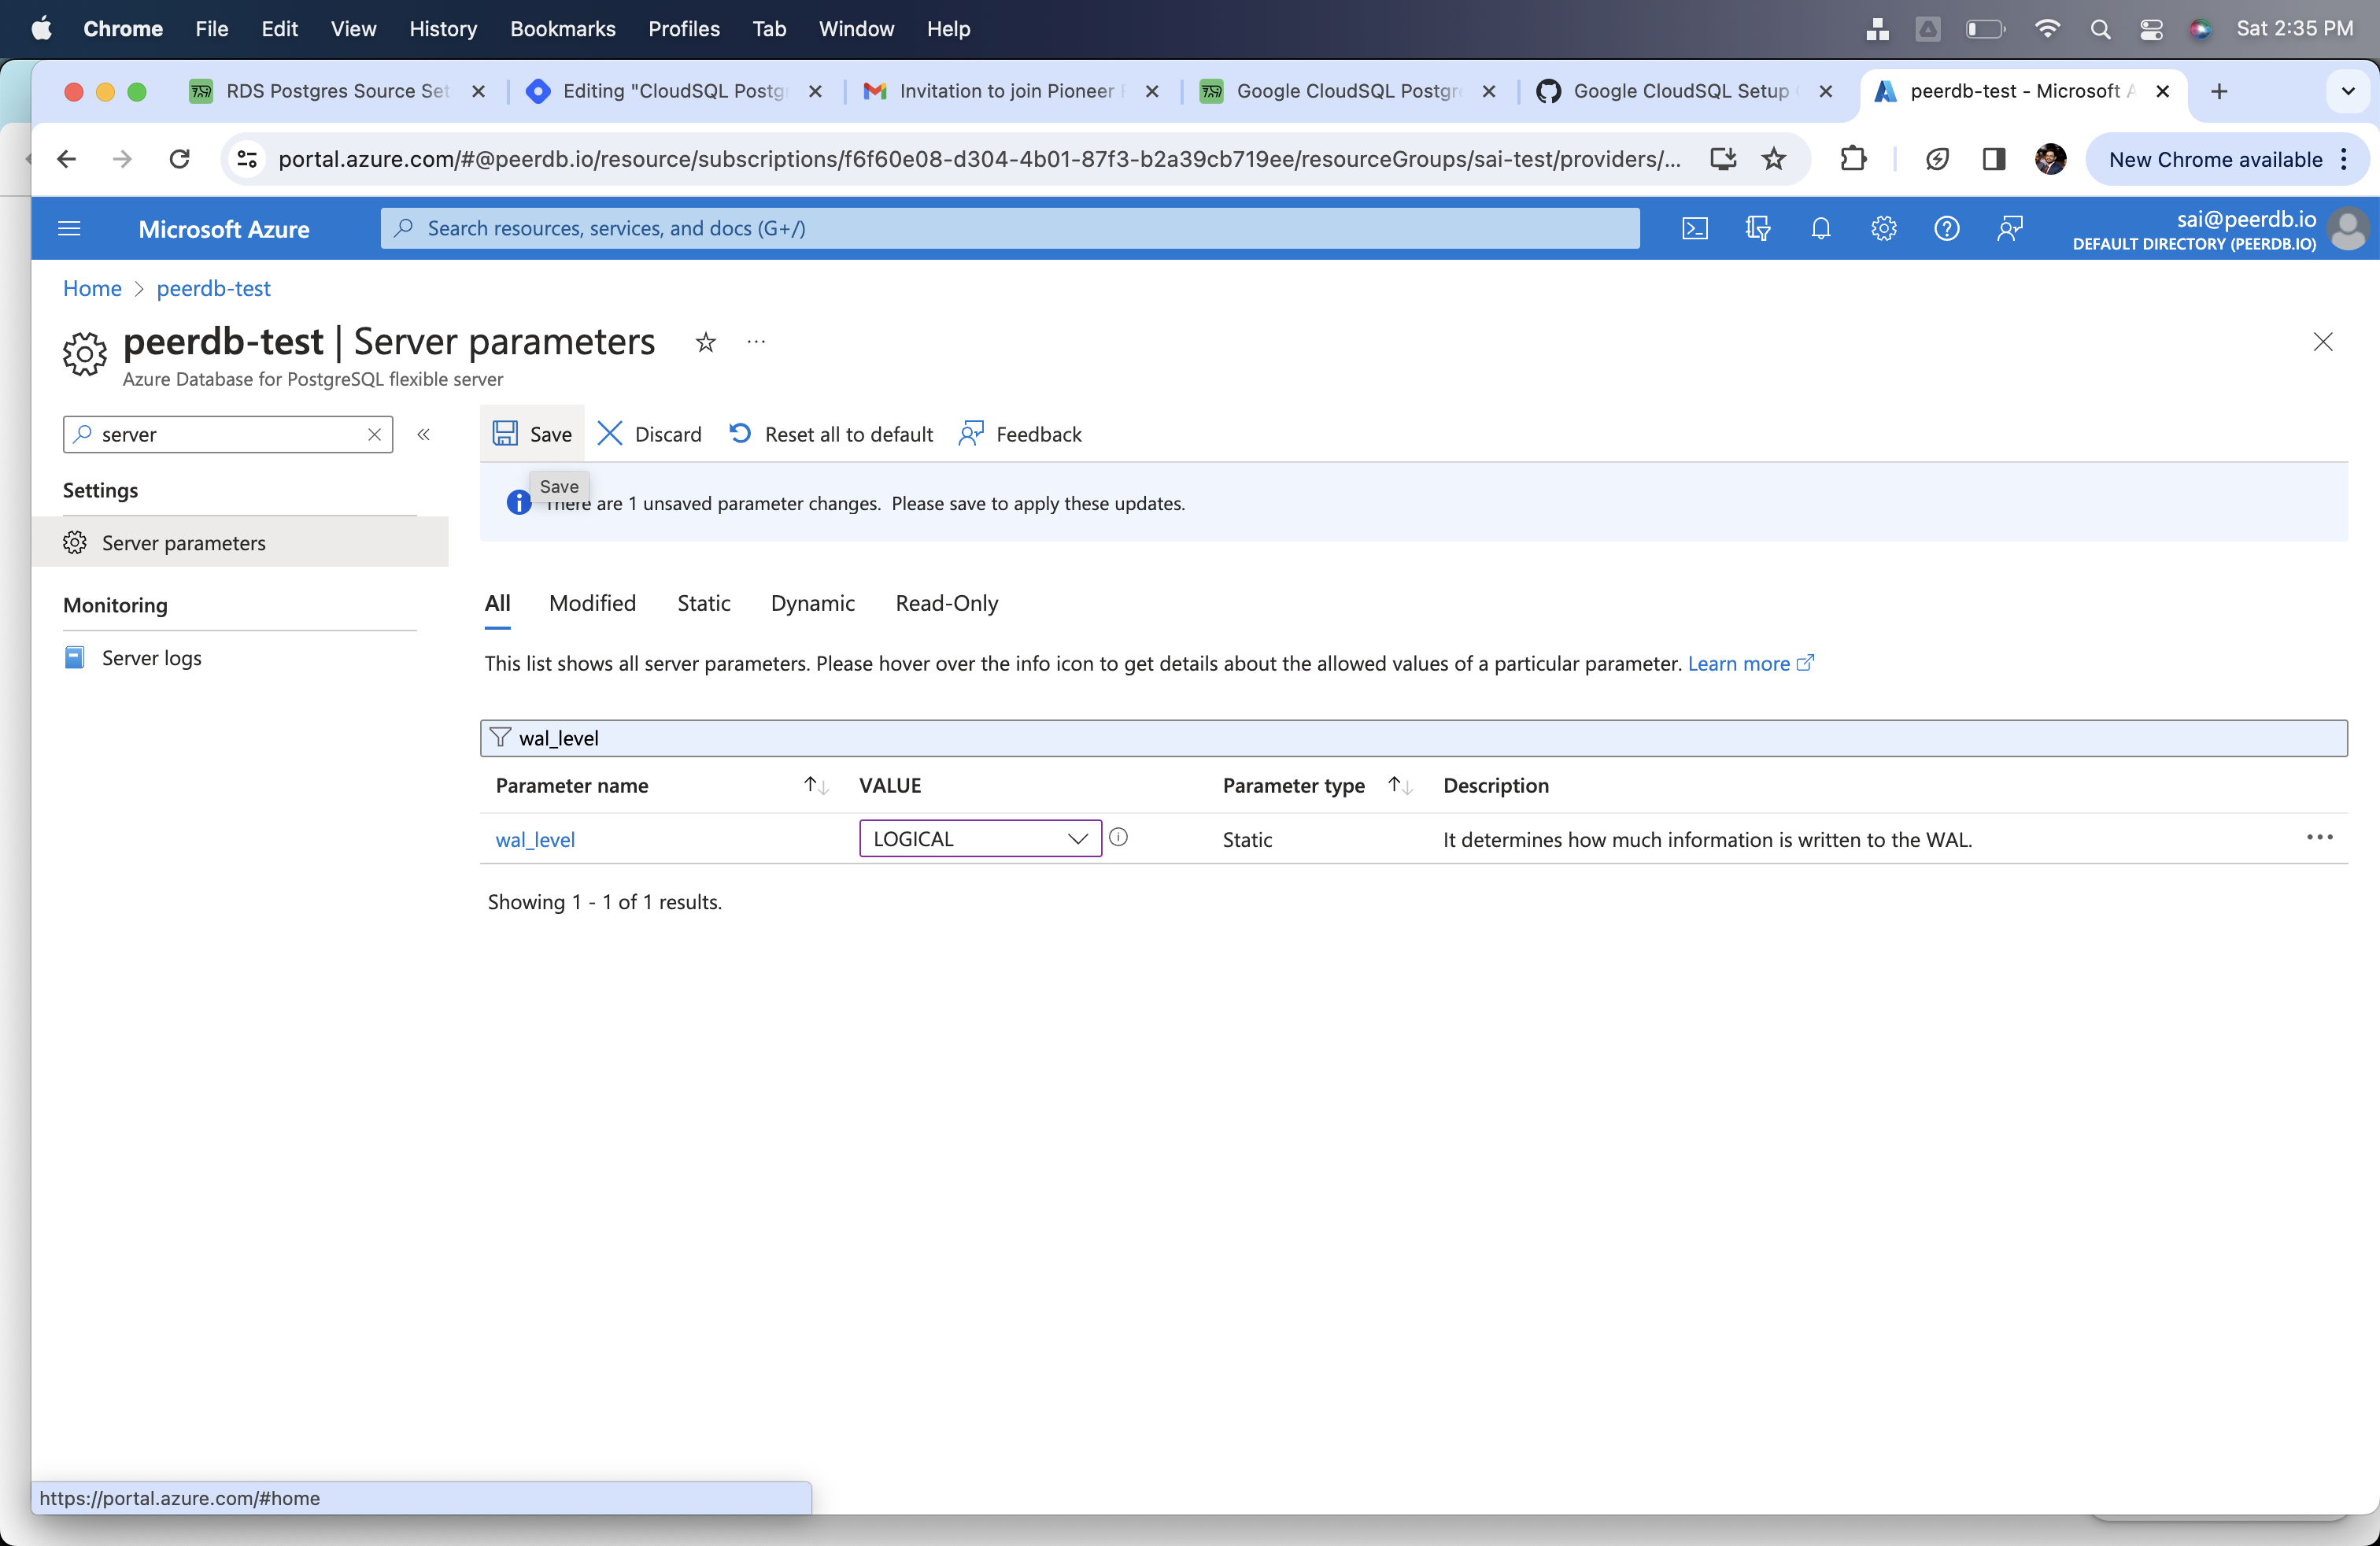 Chrome File Edit View History Bookmarks Profiles Tab Window Help Sat 2:35 PM
RDS Postgres Source Set Editing "CloudSQL Postg Invitation to join Pioneer Google CloudSQL Postgr Google CloudSQL Setup peerdb-test - Microsoft A
portal.azure.com/#@peerdb.io/resource/subscriptions/f6f60e08-d304-4b01-87f3-b2a39cb719ee/resourceGroups/sai-test/providers/... New Chrome available
Microsoft Azure Search resources, services, and docs (G+/) sai@peerdb.io
DEFAULT DIRECTORY (PEERDB.IO)
Home > peerdb-test
peerdb-test | Server parameters ...
Azure Database for PostgreSQL flexible server
server « Save Discard Reset all to default Feedback
Save
There are 1 unsaved parameter changes. Please save to apply these updates.
Settings
Server parameters
Monitoring
Server logs
All Modified Static Dynamic Read-Only
This list shows all server parameters. Please hover over the info icon to get details about the allowed values of a particular parameter. Learn more
wal_level
Parameter name VALUE Parameter type Description
wal_level LOGICAL Static It determines how much information is written to the WAL.
Showing 1 - 1 of 1 results.
https://portal.azure.com/#home